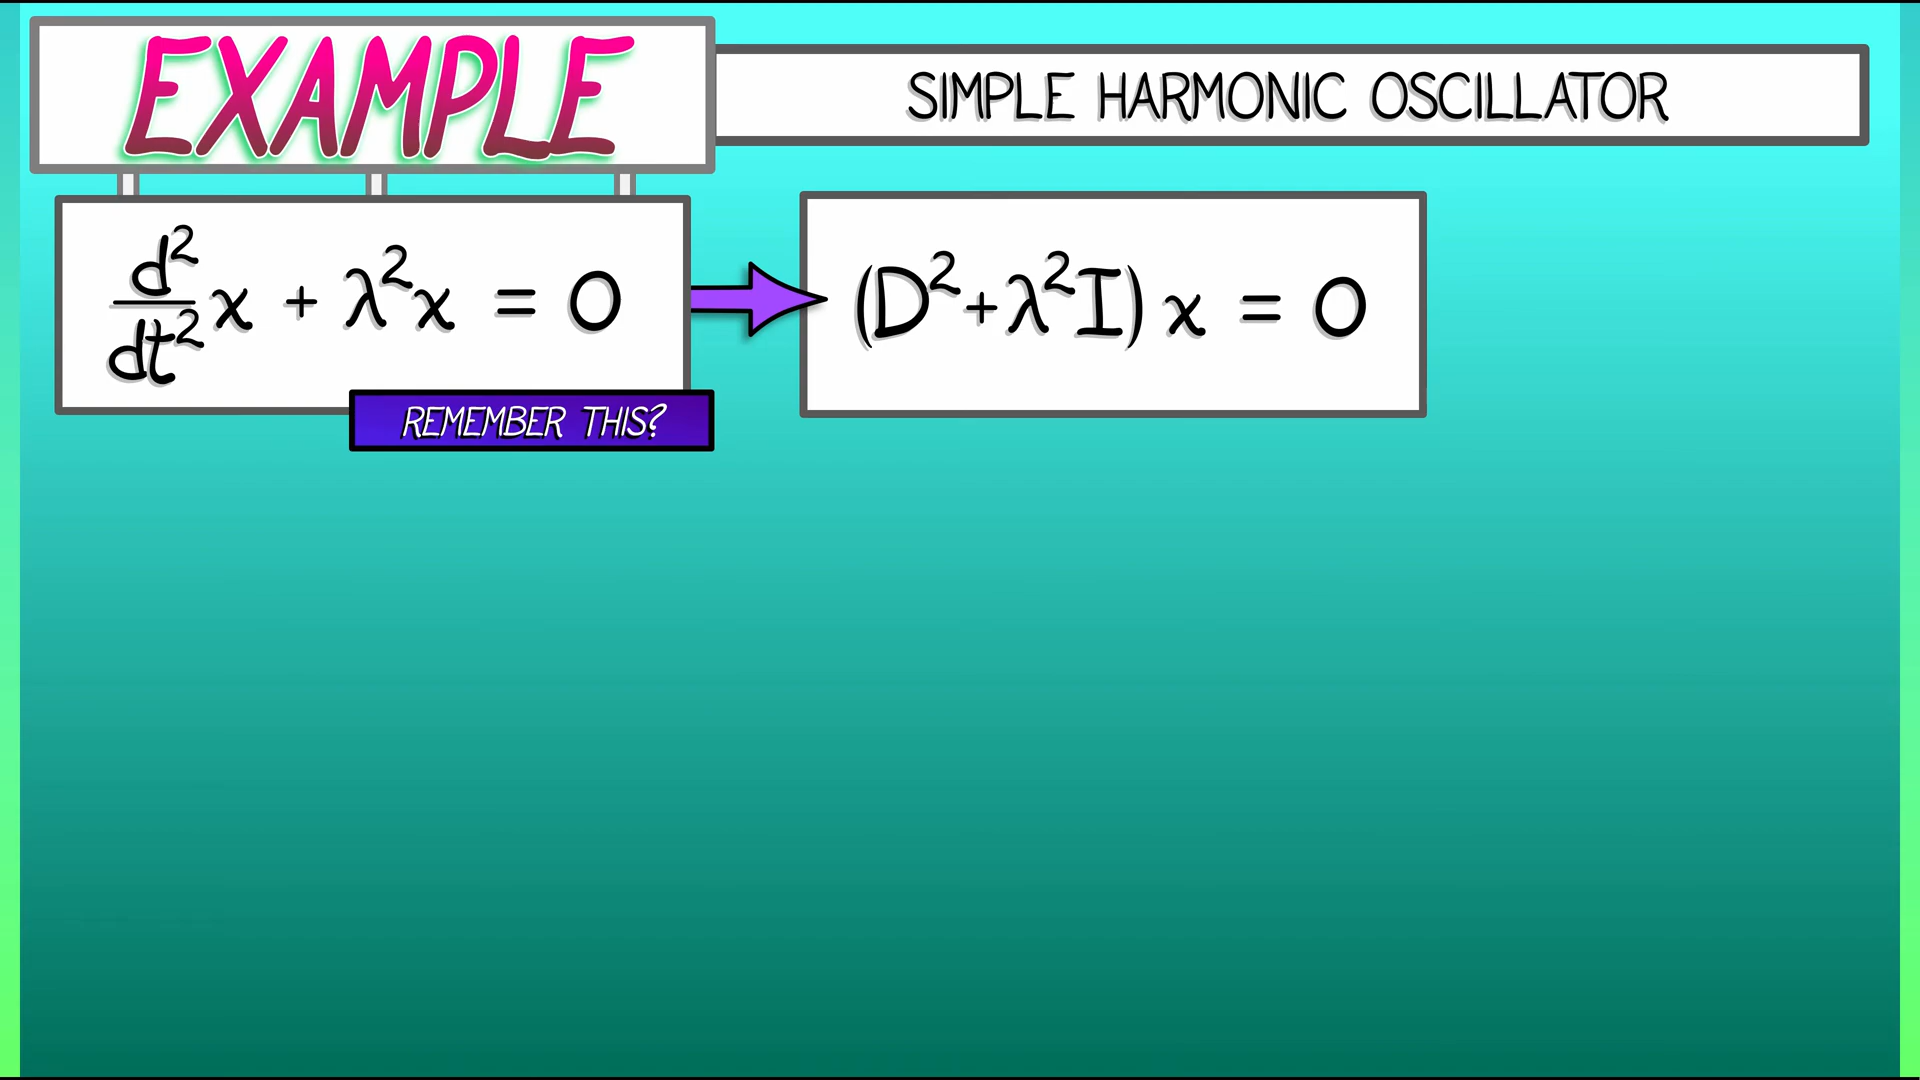 EXAMPLE
SIMPLE HARMONIC OSCILLATOR
d²/dt² x + λ²x = 0
(D²+λ²I) x = 0
REMEMBER THIS?